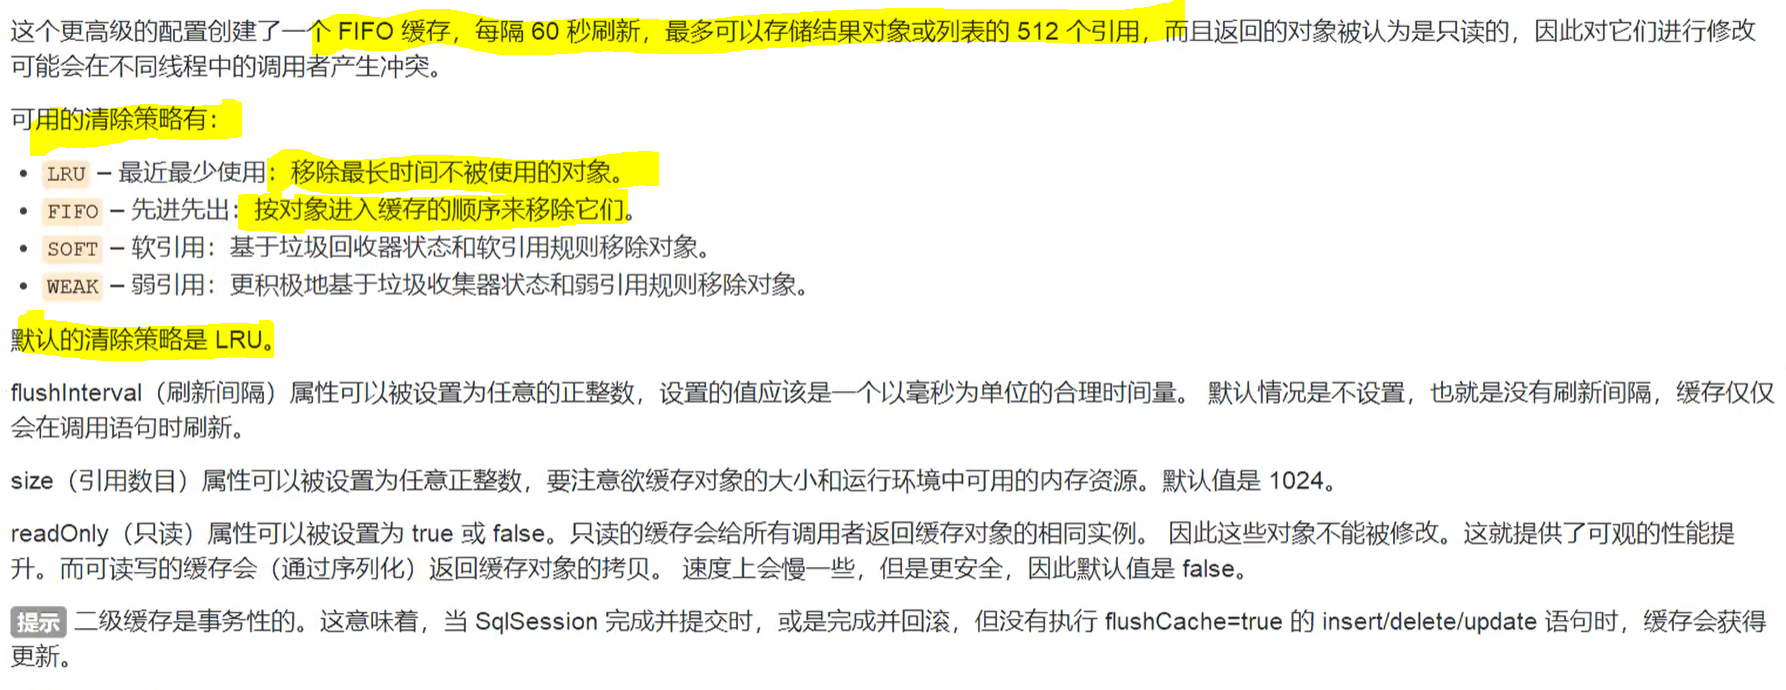 这个更高级的配置创建了一个 FIFO 缓存，每隔 60 秒刷新，最多可以存储结果对象或列表的 512 个引用，而且返回的对象被认为是只读的，因此对它们进行修改
可能会在不同线程中的调用者产生冲突。
可用的清除策略有：
• LRU – 最近最少使用：移除最长时间不被使用的对象。
• FIFO – 先进先出：按对象进入缓存的顺序来移除它们。
• SOFT – 软引用：基于垃圾回收器状态和软引用规则移除对象。
• WEAK – 弱引用：更积极地基于垃圾收集器状态和弱引用规则移除对象。
默认的清除策略是 LRU。
flushInterval（刷新间隔）属性可以被设置为任意的正整数，设置的值应该是一个以毫秒为单位的合理时间量。 默认情况是不设置，也就是没有刷新间隔，缓存仅仅
会在调用语句时刷新。
size（引用数目）属性可以被设置为任意正整数，要注意欲缓存对象的大小和运行环境中可用的内存资源。默认值是 1024。
readOnly（只读）属性可以被设置为 true 或 false。只读的缓存会给所有调用者返回缓存对象的相同实例。 因此这些对象不能被修改。这就提供了可观的性能提
升。而可读写的缓存会（通过序列化）返回缓存对象的拷贝。 速度上会慢一些，但是更安全，因此默认值是 false。
提示 二级缓存是事务性的。这意味着，当 SqlSession 完成并提交时，或是完成并回滚，但没有执行 flushCache=true 的 insert/delete/update 语句时，缓存会获得
更新。